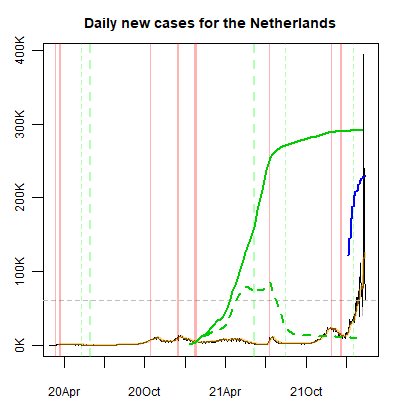 Daily new cases for the Netherlands
400K
300K
200K
100K
0K
20Apr 20Oct 21Apr 21Oct